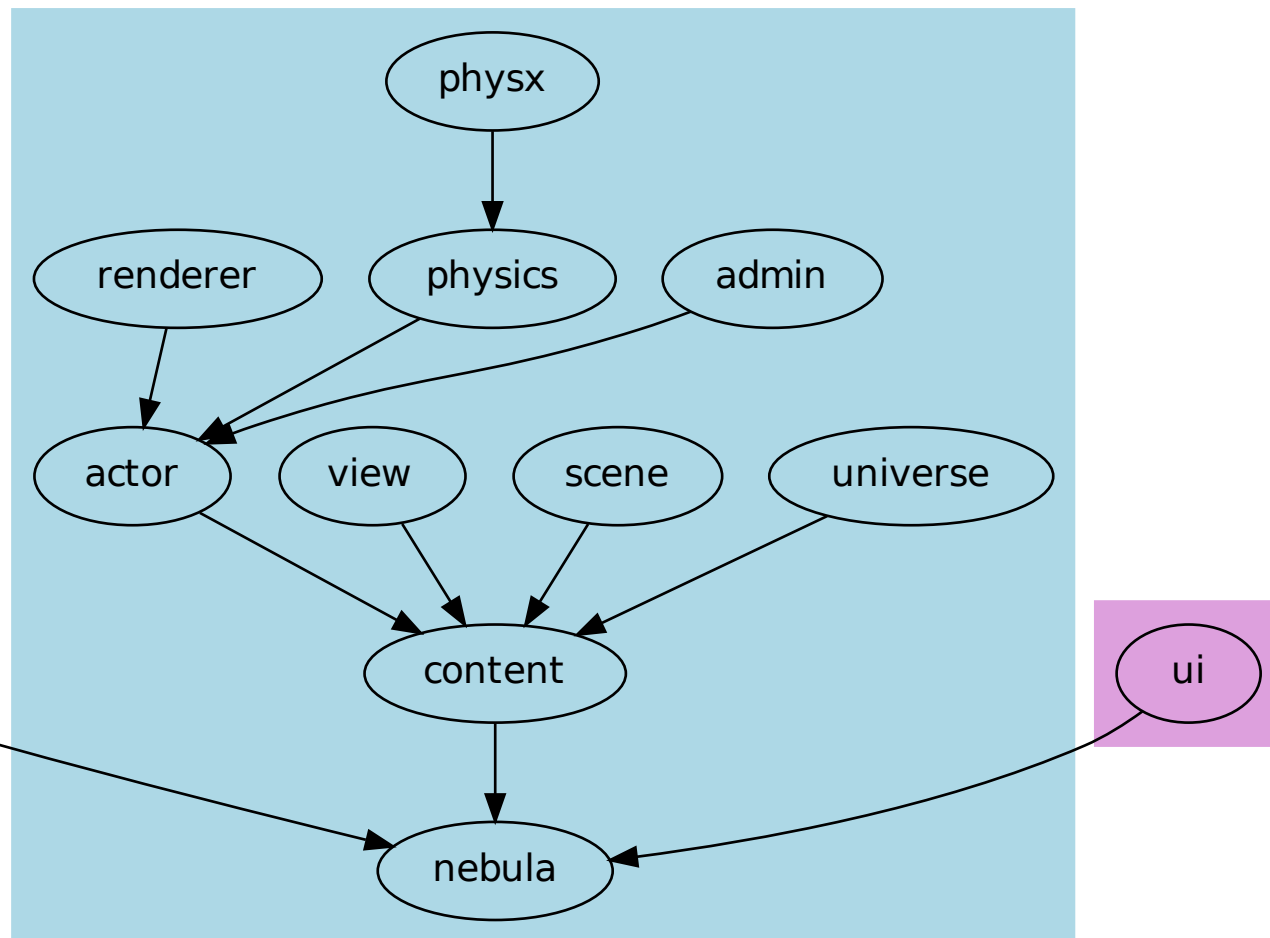 physx
renderer
physics
admin
actor
view
scene
universe
content
ui
nebula